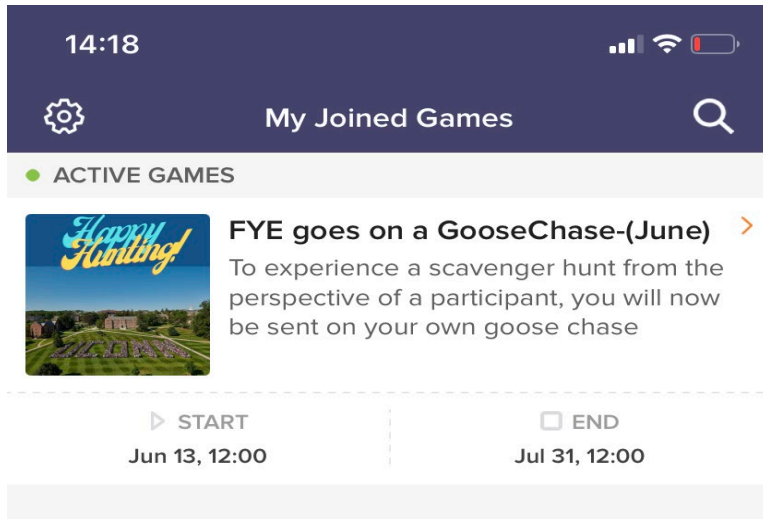 14:18
My Joined Games
ACTIVE GAMES
Happy
Hunting!
FYE goes on a GooseChase-(June)
To experience a scavenger hunt from the
perspective of a participant, you will now
be sent on your own goose chase
START
END
Jun 13, 12:00
Jul 31, 12:00